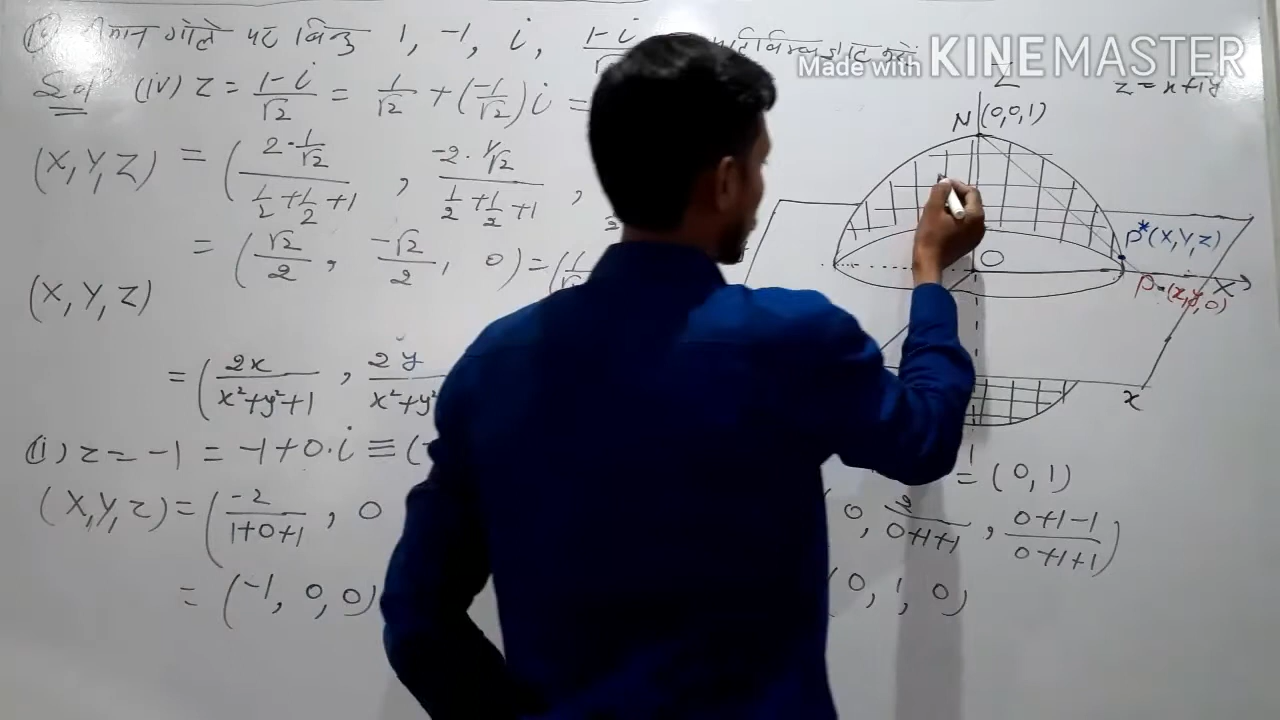 गोले पर बिन्दु 1, -1, i, 1-i
Made with KINEMASTER
Solⁿ (iv) z = (1-i)/√2 = 1/√2 + (-1/√2)i =
(X,Y,Z) = ( (2·1/√2)/(1/2+1/2+1) , (-2·1/√2)/(1/2+1/2+1) ,
= ( √2/2 , -√2/2 , 0 ) = ( 1/√2
(X,Y,Z)
= ( 2x/(x²+y²+1) , 2y/(x²+y²
(ii) z = -1 = -1+0·i ≡ (-
(X,Y,Z) = ( -2/(1+0+1) , 0
= (-1, 0, 0)
Z
z = x+iy
N (0,0,1)
P*(X,Y,Z)
O
X
P=(x,y,0)
x
= (0,1)
0, 2/(0+1+1) , (0+1-1)/(0+1+1) )
(0, 1, 0)